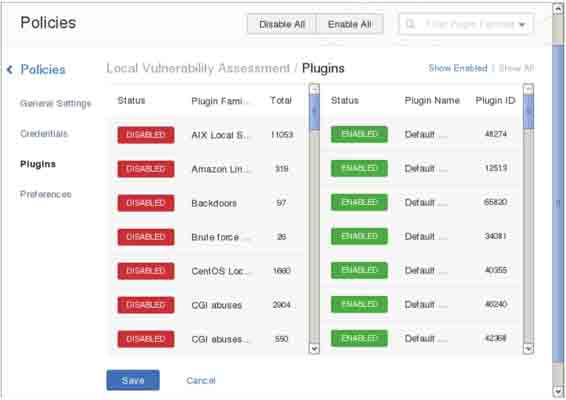 Policies
Disable All
Enable All
Filter Plugin Families
Policies
Local Vulnerability Assessment / Plugins
Show Enabled | Show All
General Settings
Credentials
Plugins
Preferences
Status Plugin Fami... Total
DISABLED AIX Local S... 11053
DISABLED Amazon Lin... 319
DISABLED Backdoors 97
DISABLED Brute force ... 26
DISABLED CentOS Loc... 1660
DISABLED CGI abuses 2904
DISABLED CGI abuses... 550
Status Plugin Name Plugin ID
ENABLED Default ... 48274
ENABLED Default ... 12513
ENABLED Default ... 65820
ENABLED Default ... 34081
ENABLED Default ... 40355
ENABLED Default ... 46240
ENABLED Default ... 42368
Save
Cancel